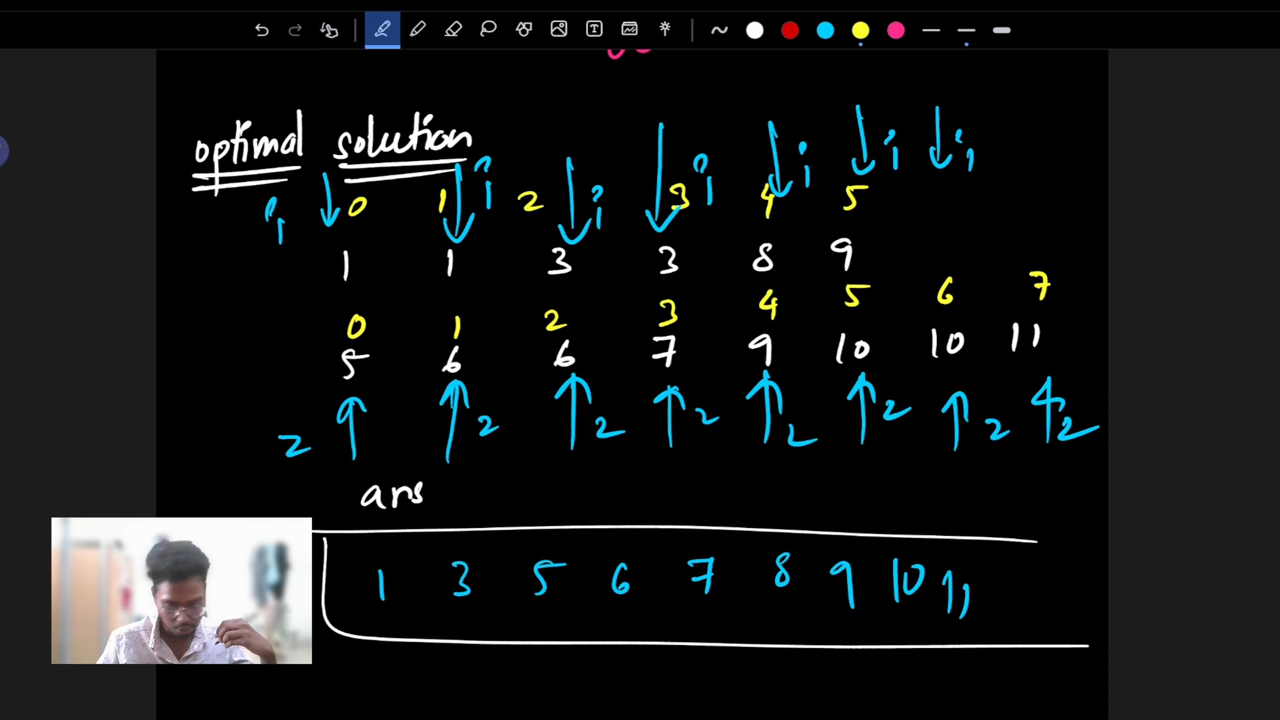 optimal solution
i i i i i i i
0 1 2 3 4 5
1 1 3 3 8 9
0 1 2 3 4 5 6 7
5 6 6 7 9 10 10 11
2 2 2 2 2 2 2 2
ans
1 3 5 6 7 8 9 10 11